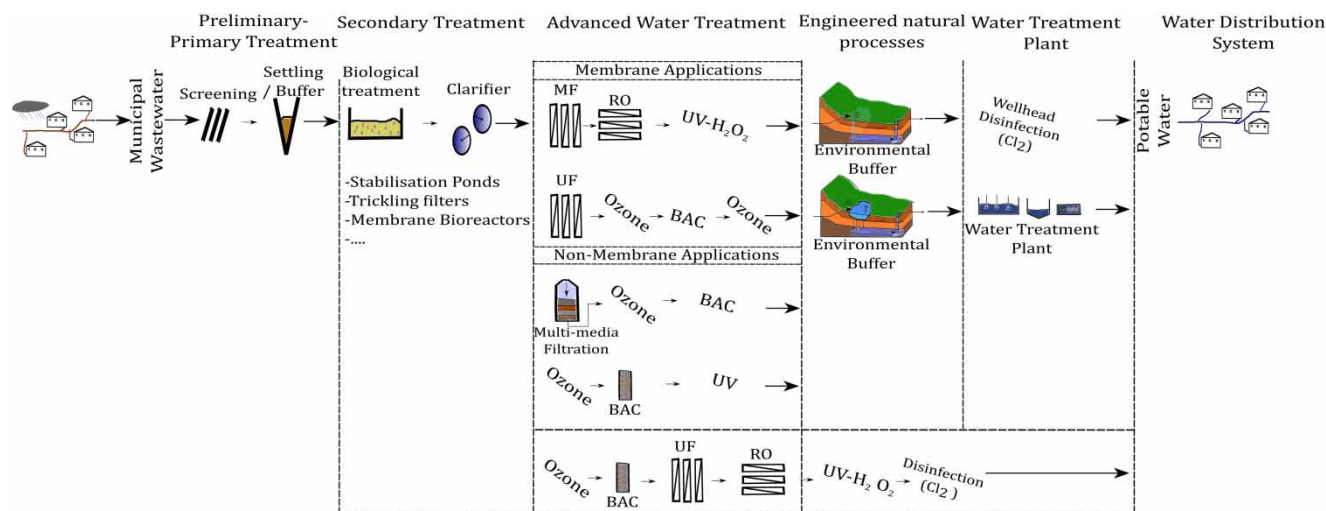 Preliminary-
Primary Treatment
Secondary Treatment
Advanced Water Treatment
Engineered natural
processes
Water Treatment
Plant
Water Distribution
System
Municipal
Wastewater
Screening
Settling
/ Buffer
Biological
treatment
Clarifier
-Stabilisation Ponds
-Trickling filters
-Membrane Bioreactors
-....
Membrane Applications
MF
RO
UV-H₂O₂
UF
Ozone
BAC
Ozone
Non-Membrane Applications
Multi-media
Filtration
Ozone
BAC
Ozone
BAC
UV
Ozone
BAC
UF
RO
UV-H₂ O₂
Disinfection
(Cl₂ )
Environmental
Buffer
Environmental
Buffer
Wellhead
Disinfection
(Cl₂)
Water Treatment
Plant
Potable
Water